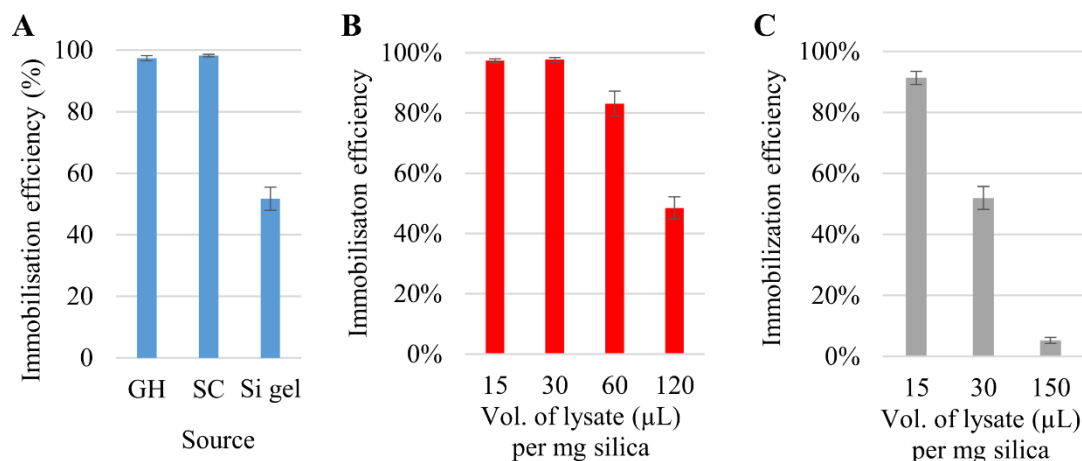 A
Immobilisation efficiency (%)
100
80
60
40
20
0
GH SC Si gel
Source
B
Immobilisaton efficiency
100%
80%
60%
40%
20%
0%
15 30 60 120
Vol. of lysate (µL)
per mg silica
C
Immobilization efficiency
100%
80%
60%
40%
20%
0%
15 30 150
Vol. of lysate (µL)
per mg silica